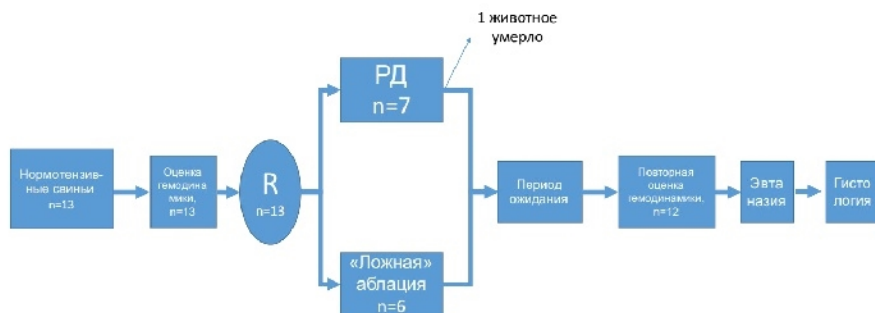 Нормотензив-
ные свиньи
n=13
Оценка
гемодина
мики,
n=13
R
n=13
РД
n=7
1 животное
умерло
«Ложная»
аблация
n=6
Период
ожидания
Повторная
оценка
гемодинамики,
n=12
Эвта
назия
Гисто
логия